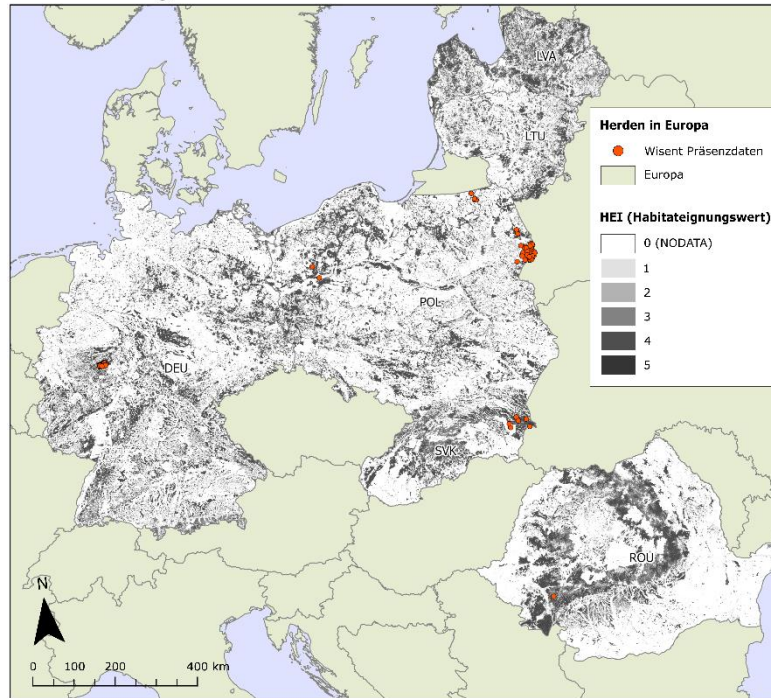 LVA
LTU
POL
DEU
SVK
ROU
Herden in Europa
Wisent Präsenzdaten
Europa
HEI (Habitateignungswert)
0 (NODATA)
1
2
3
4
5
N
0 100 200 400 km